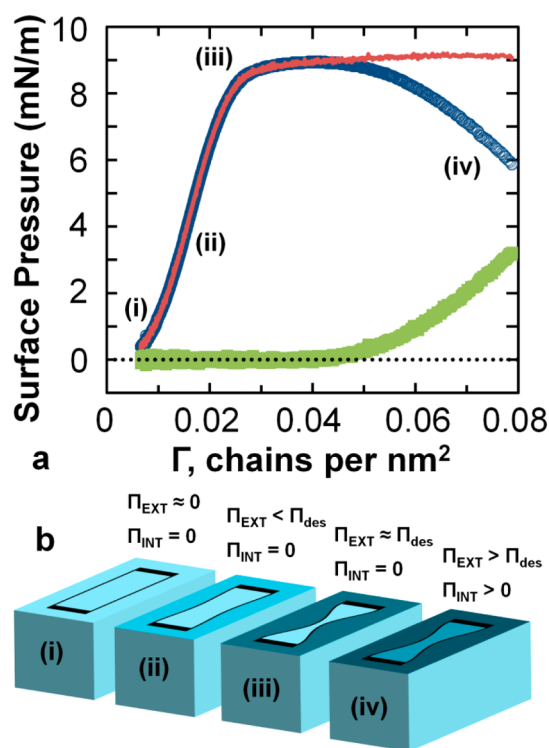 10
8
6
4
2
0
Surface Pressure (mN/m)
(iii)
(iv)
(ii)
(i)
0 0.02 0.04 0.06 0.08
Γ, chains per nm²
a
b
Π_EXT ≈ 0
Π_INT = 0
Π_EXT < Π_des
Π_INT = 0
Π_EXT ≈ Π_des
Π_INT = 0
Π_EXT > Π_des
Π_INT > 0
(i)
(ii)
(iii)
(iv)